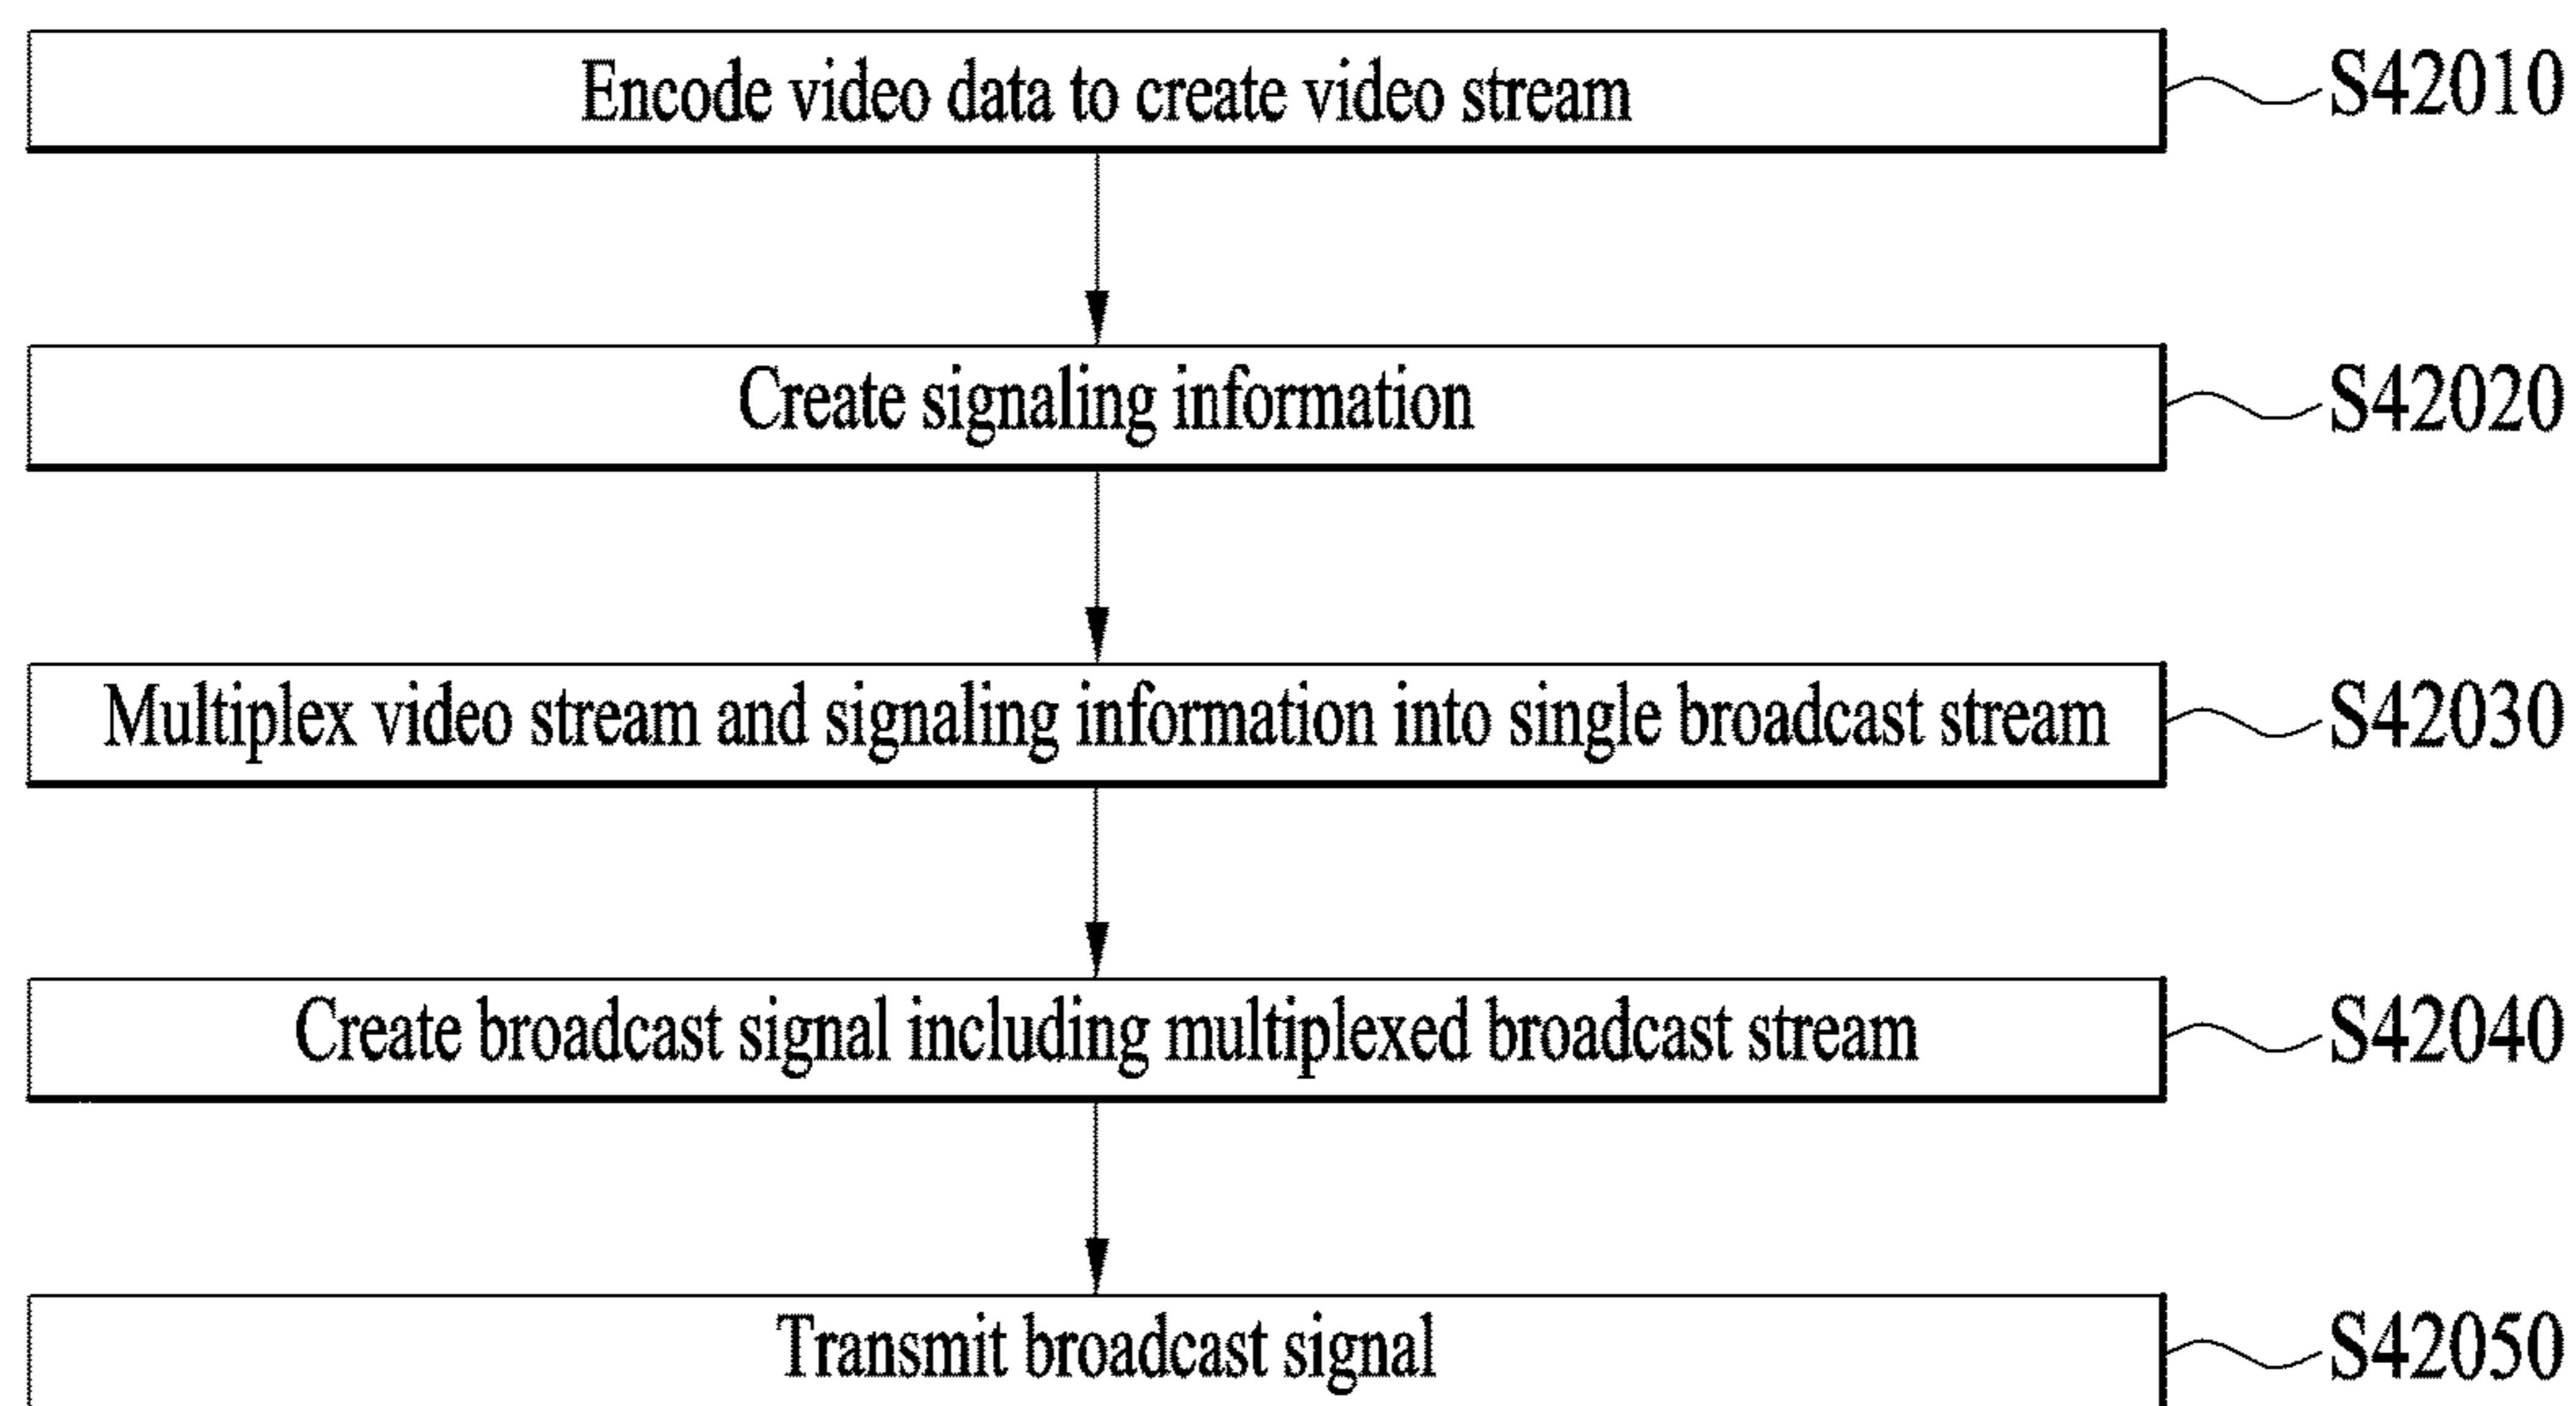 Encode video data to create video stream S42010
Create signaling information S42020
Multiplex video stream and signaling information into single broadcast stream S42030
Create broadcast signal including multiplexed broadcast stream S42040
Transmit broadcast signal S42050